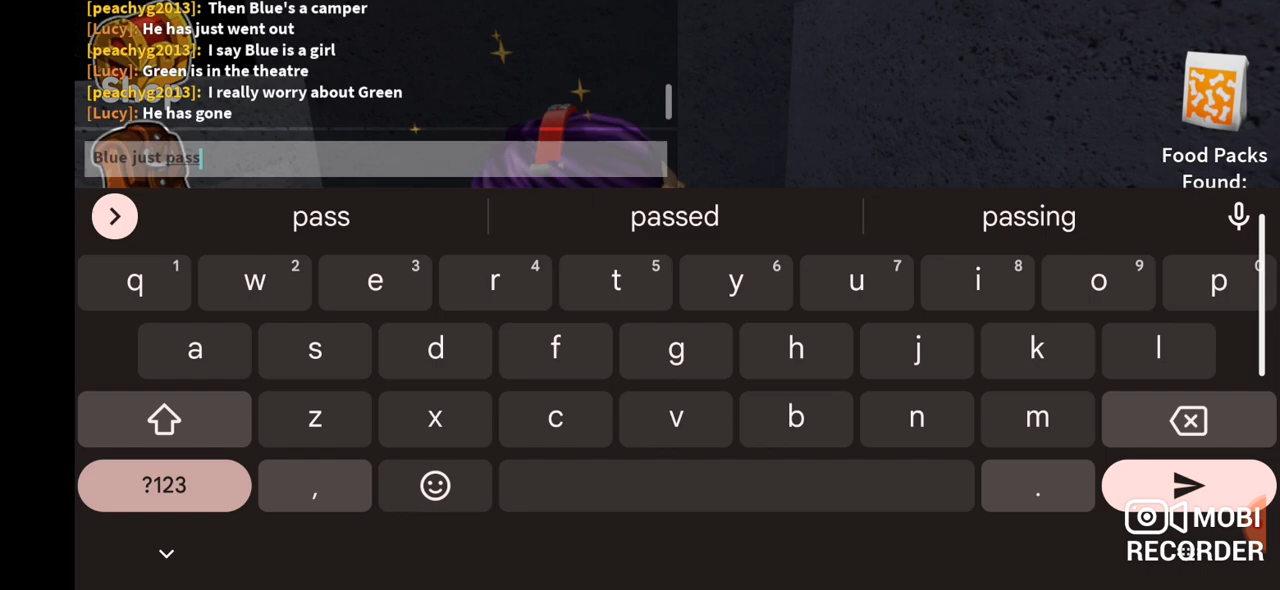 [peachyg2013]: Then Blue's a camper
[Lucy]: He has just went out
[peachyg2013]: I say Blue is a girl
[Lucy]: Green is in the theatre
Shop
[peachyg2013]: I really worry about Green
[Lucy]: He has gone
Blue just pass
Food Packs
Found:
pass passed passing
q 1 w 2 e 3 r 4 t 5 y 6 u 7 i 8 o 9 p 0
a s d f g h j k l
z x c v b n m
?123 , .
MOBI
RECORDER